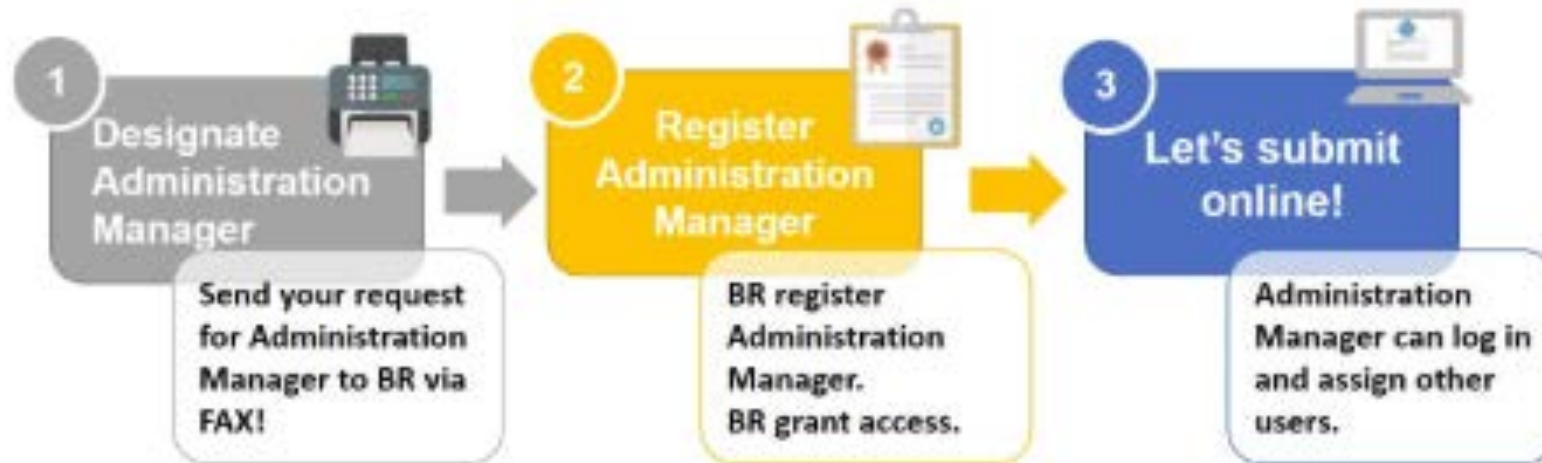 1
Designate
Administration
Manager
Send your request
for Administration
Manager to BR via
FAX!
2
Register
Administration
Manager
BR register
Administration
Manager.
BR grant access.
3
Let's submit
online!
Administration
Manager can log in
and assign other
users.